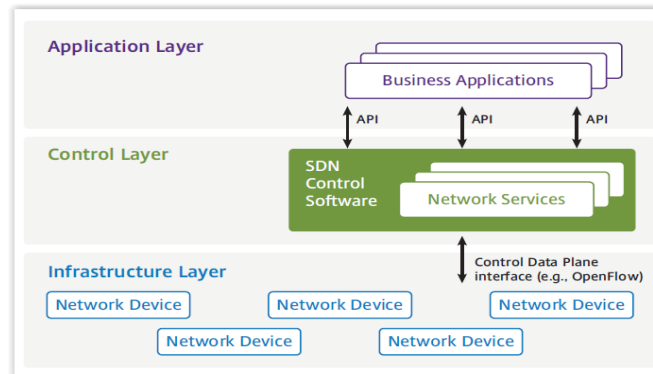 Application Layer
Business Applications
API API API
Control Layer
SDN
Control
Software
Network Services
Infrastructure Layer
Control Data Plane
interface (e.g., OpenFlow)
Network Device Network Device Network Device
Network Device Network Device